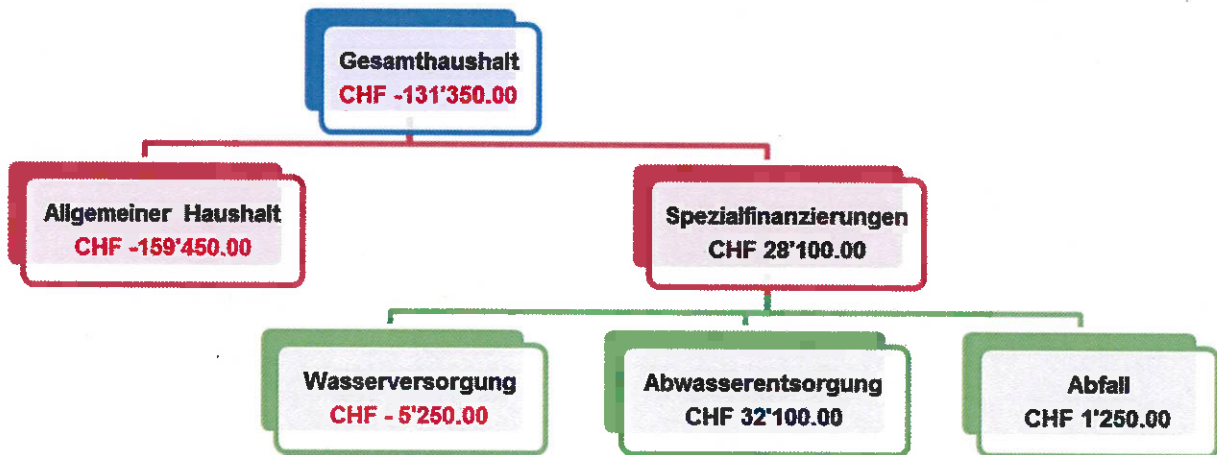 Gesamthaushalt
CHF -131'350.00
Allgemeiner Haushalt
CHF -159'450.00
Spezialfinanzierungen
CHF 28'100.00
Wasserversorgung
CHF - 5'250.00
Abwasserentsorgung
CHF 32'100.00
Abfall
CHF 1'250.00